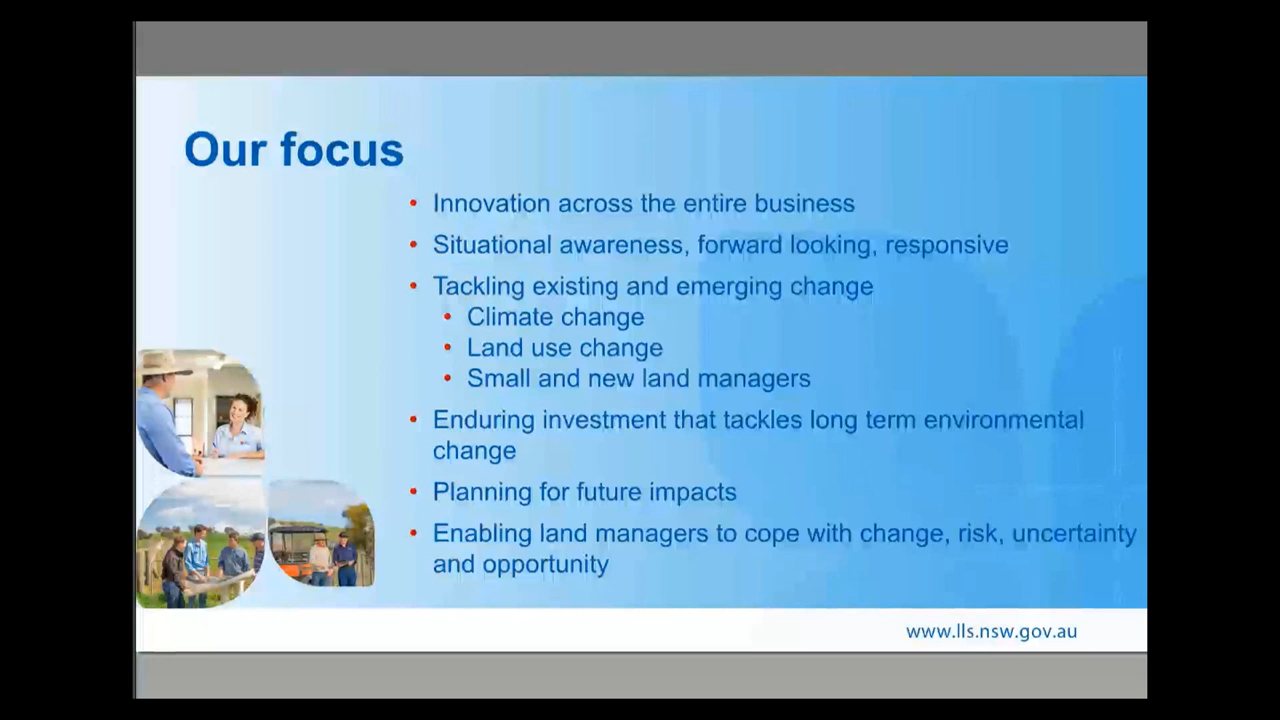 Our focus
• Innovation across the entire business
• Situational awareness, forward looking, responsive
• Tackling existing and emerging change
• Climate change
• Land use change
• Small and new land managers
• Enduring investment that tackles long term environmental
change
• Planning for future impacts
• Enabling land managers to cope with change, risk, uncertainty
and opportunity
www.lls.nsw.gov.au